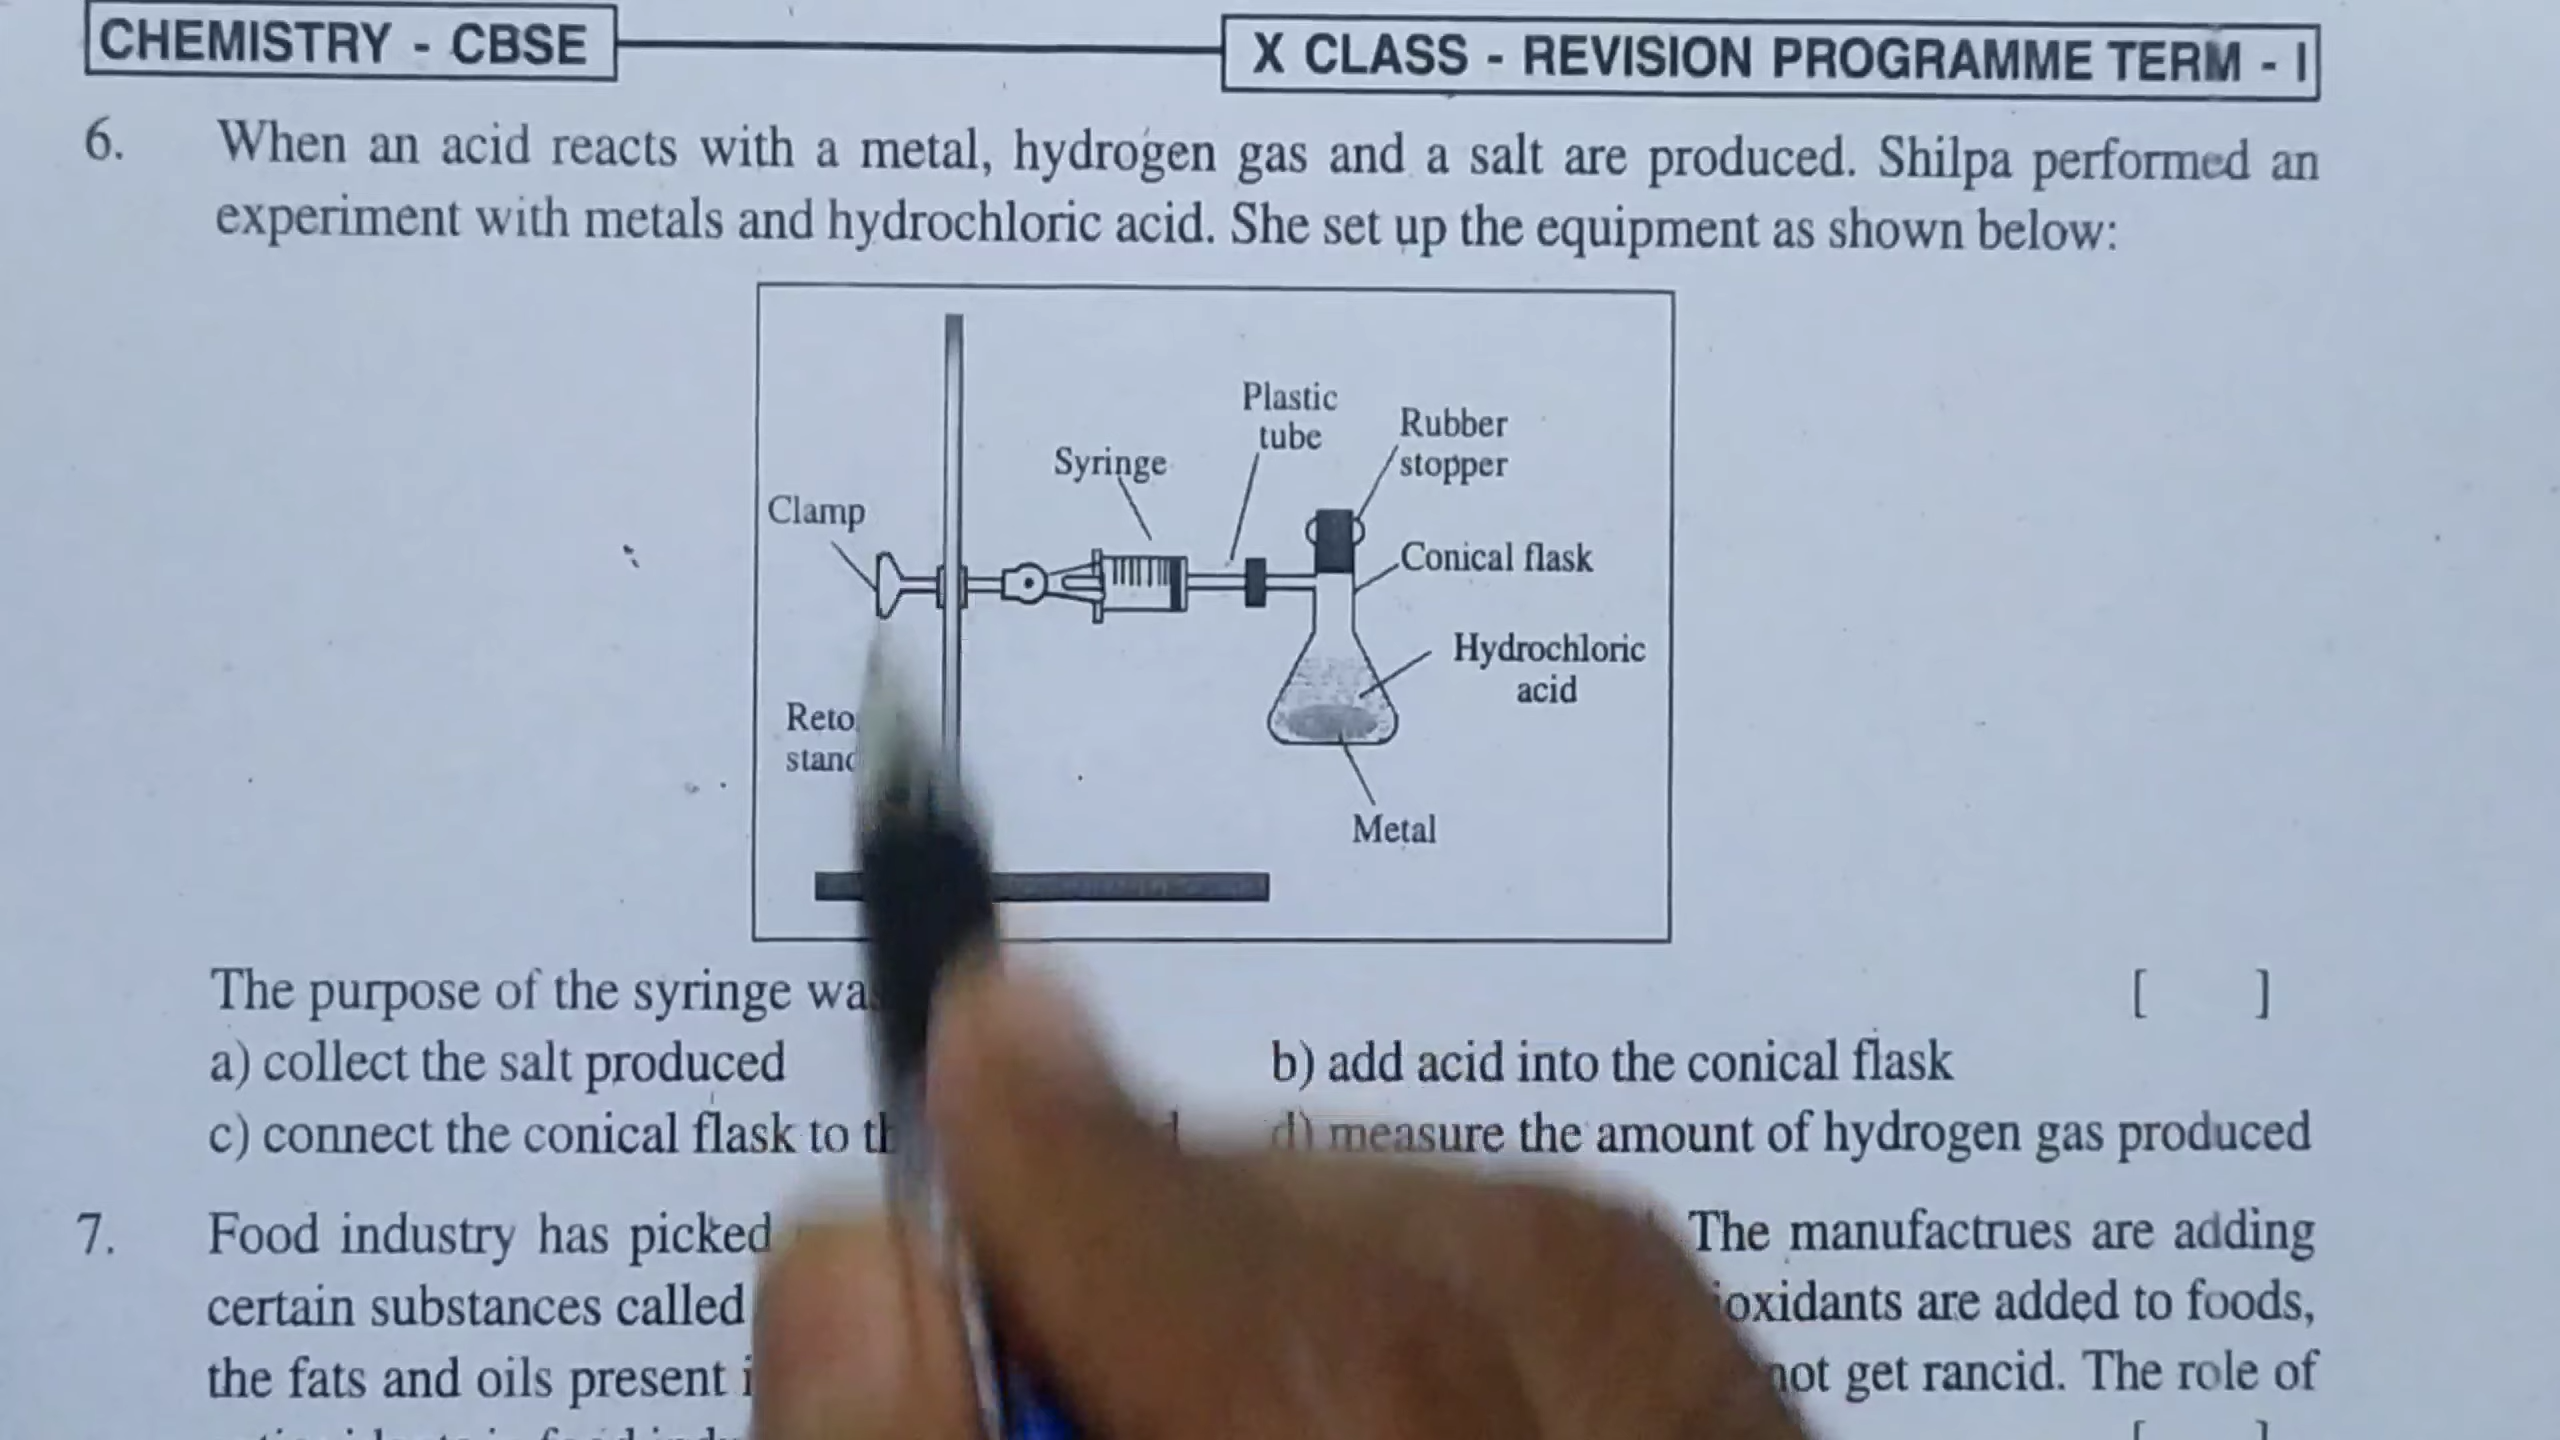 CHEMISTRY - CBSE
X CLASS - REVISION PROGRAMME TERM - I
6. When an acid reacts with a metal, hydrogen gas and a salt are produced. Shilpa performed an
experiment with metals and hydrochloric acid. She set up the equipment as shown below:
Plastic
tube
Rubber
stopper
Syringe
Clamp
Conical flask
Hydrochloric
acid
Metal
The purpose of the syringe [ ]
a) collect the salt produced b) add acid into the conical flask
c) connect the conical flask to d) measure the amount of hydrogen gas produced
7. Food industry has picked The manufactrues are adding
certain substances called are added to foods,
the fats and oils present not get rancid. The role of